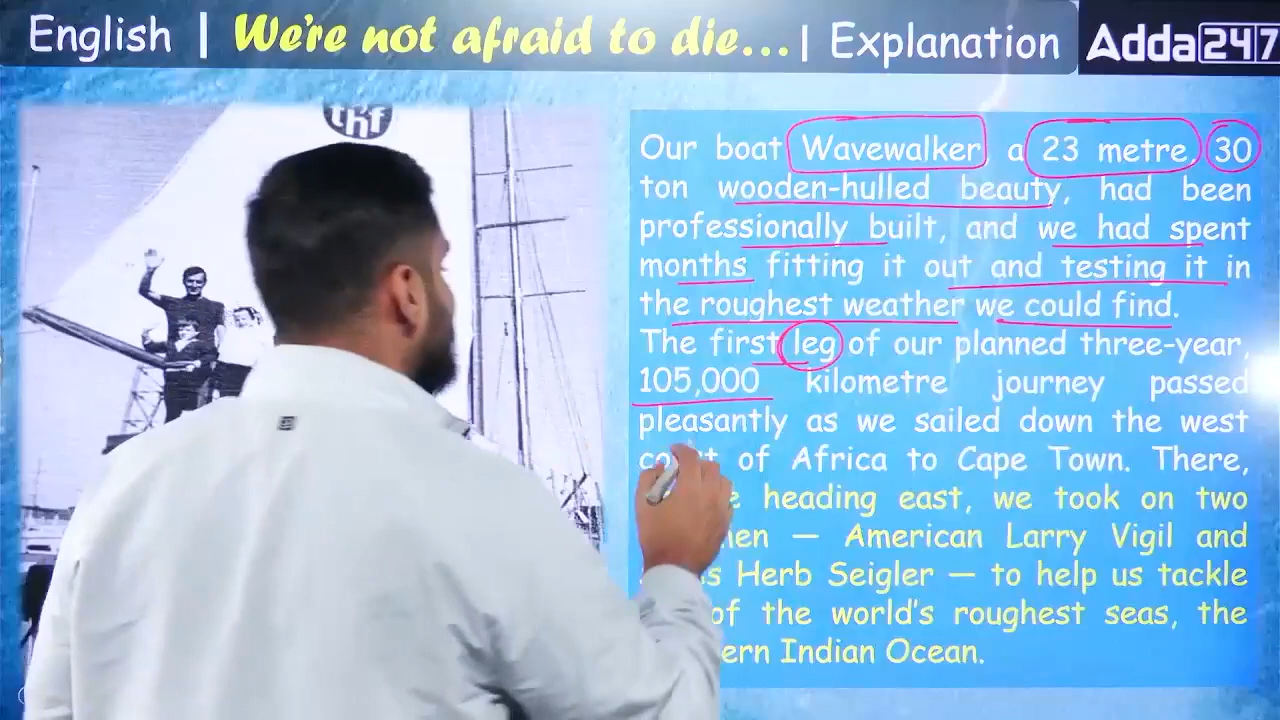 English | We're not afraid to die... | Explanation
Adda247
thf
Our boat Wavewalker, a 23 metre, 30
ton wooden-hulled beauty, had been
professionally built, and we had spent
months fitting it out and testing it in
the roughest weather we could find.
The first leg of our planned three-year,
105,000 kilometre journey passed
pleasantly as we sailed down the west
of Africa to Cape Town. There,
heading east, we took on two
— American Larry Vigil and
Herb Seigler — to help us tackle
of the world's roughest seas, the
Indian Ocean.